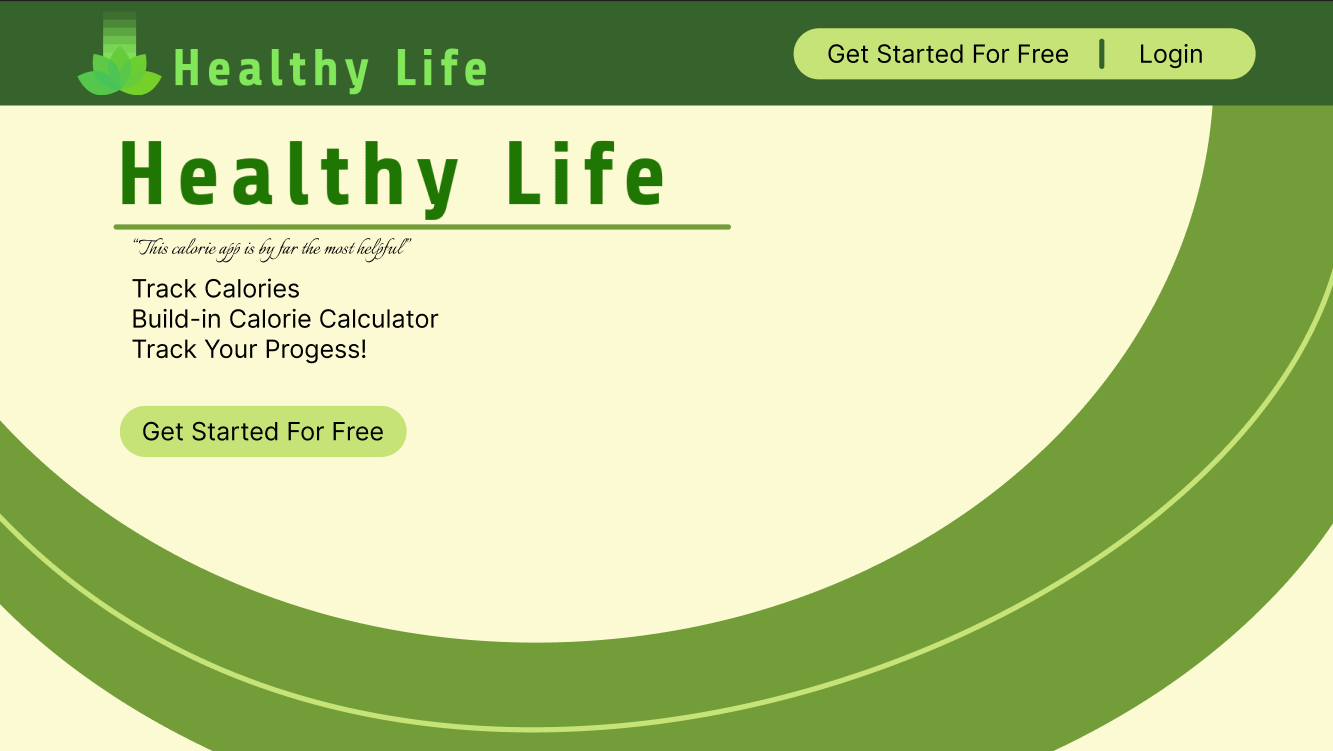 Healthy Life
Get Started For Free
Login
Healthy Life
“This calorie app is by far the most helpful”
Track Calories
Build-in Calorie Calculator
Track Your Progess!
Get Started For Free